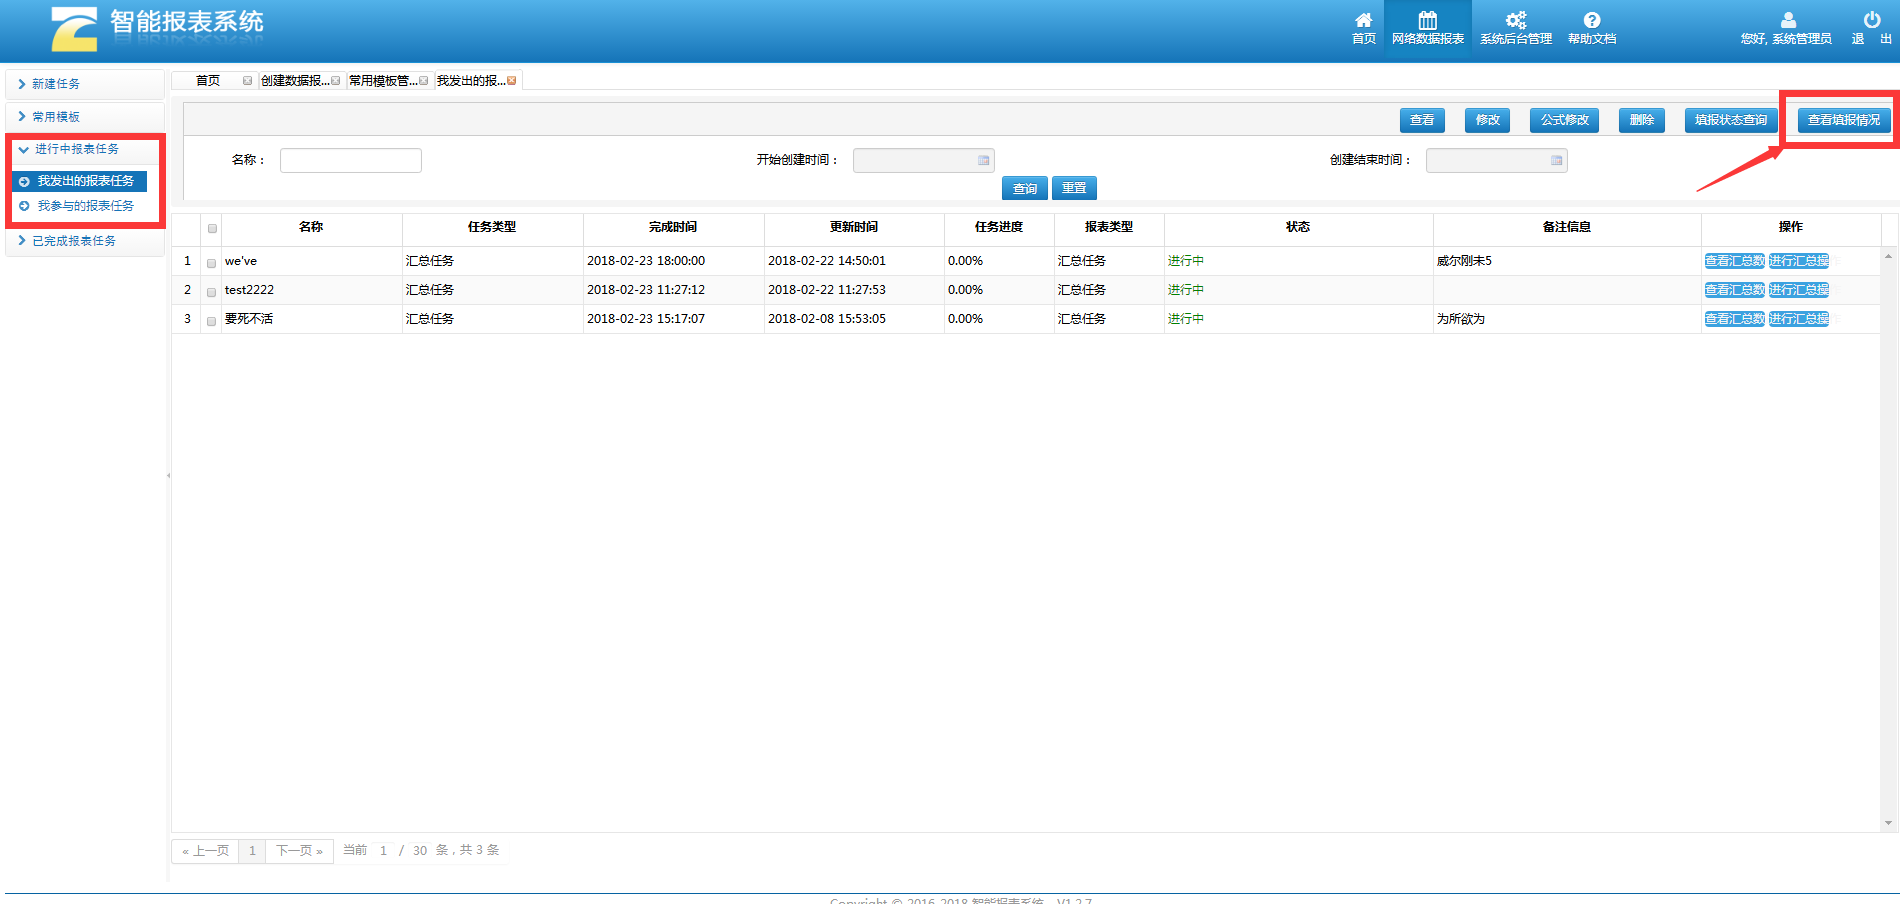 智能报表系统
首页 网络数据报表 系统后台管理 帮助文档 您好, 系统管理员 退 出
新建任务
常用模板
进行中报表任务
我发出的报表任务
我参与的报表任务
已完成报表任务
首页 创建数据报... 常用模板管... 我发出的报...
查看 修改 公式修改 删除 填报状态查询 查看填报情况
名称： 开始创建时间： 创建结束时间：
查询 重置
名称 任务类型 完成时间 更新时间 任务进度 报表类型 状态 备注信息 操作
1 we've 汇总任务 2018-02-23 18:00:00 2018-02-22 14:50:01 0.00% 汇总任务 进行中 威尔刚未5 查看汇总数 进行汇总操
2 test2222 汇总任务 2018-02-23 11:27:12 2018-02-22 11:27:53 0.00% 汇总任务 进行中 查看汇总数 进行汇总操
3 要死不活 汇总任务 2018-02-23 15:17:07 2018-02-08 15:53:05 0.00% 汇总任务 进行中 为所欲为 查看汇总数 进行汇总操
« 上一页 1 下一页 » 当前 1 / 30 条，共 3 条
Copyright © 2016-2018 智能报表系统 V1.2.7